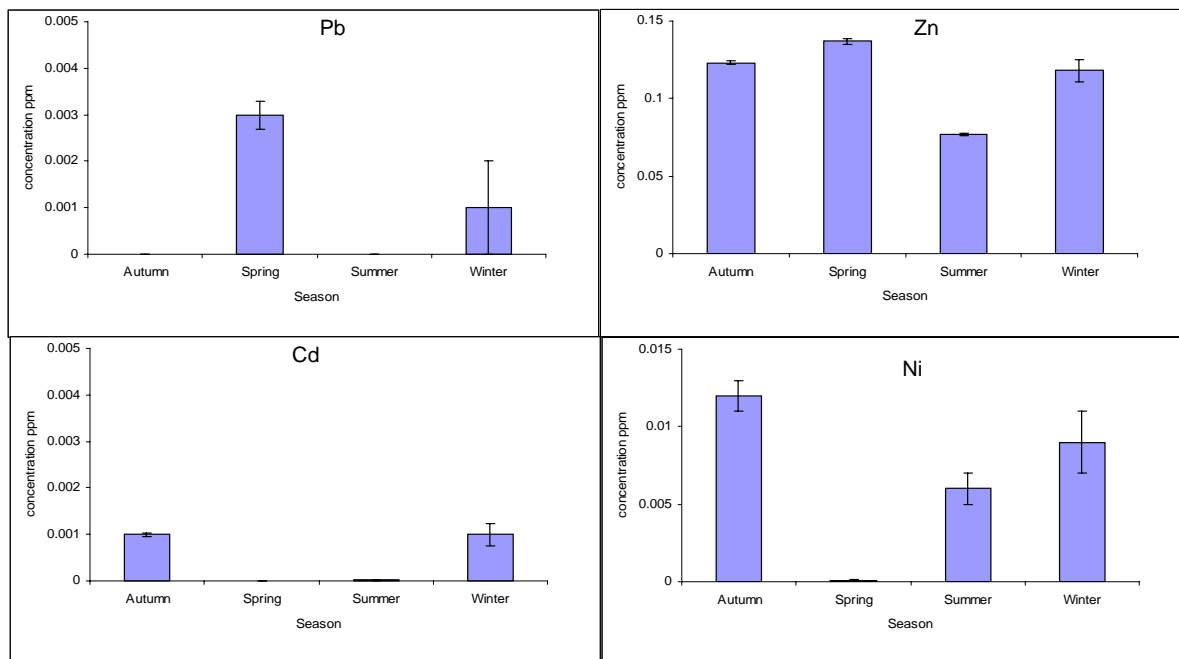 Pb
concentration ppm
0.005
0.004
0.003
0.002
0.001
0
Autumn Spring Summer Winter
Season
Zn
concentration ppm
0.15
0.1
0.05
0
Autumn Spring Summer Winter
Season
Cd
concentration ppm
0.005
0.004
0.003
0.002
0.001
0
Autumn Spring Summer Winter
Season
Ni
concentration ppm
0.015
0.01
0.005
0
Autumn Spring Summer Winter
Season